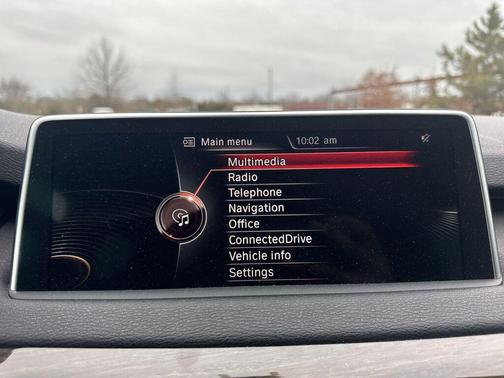 Main menu 10:02 am
Multimedia
Radio
Telephone
Navigation
Office
ConnectedDrive
Vehicle info
Settings